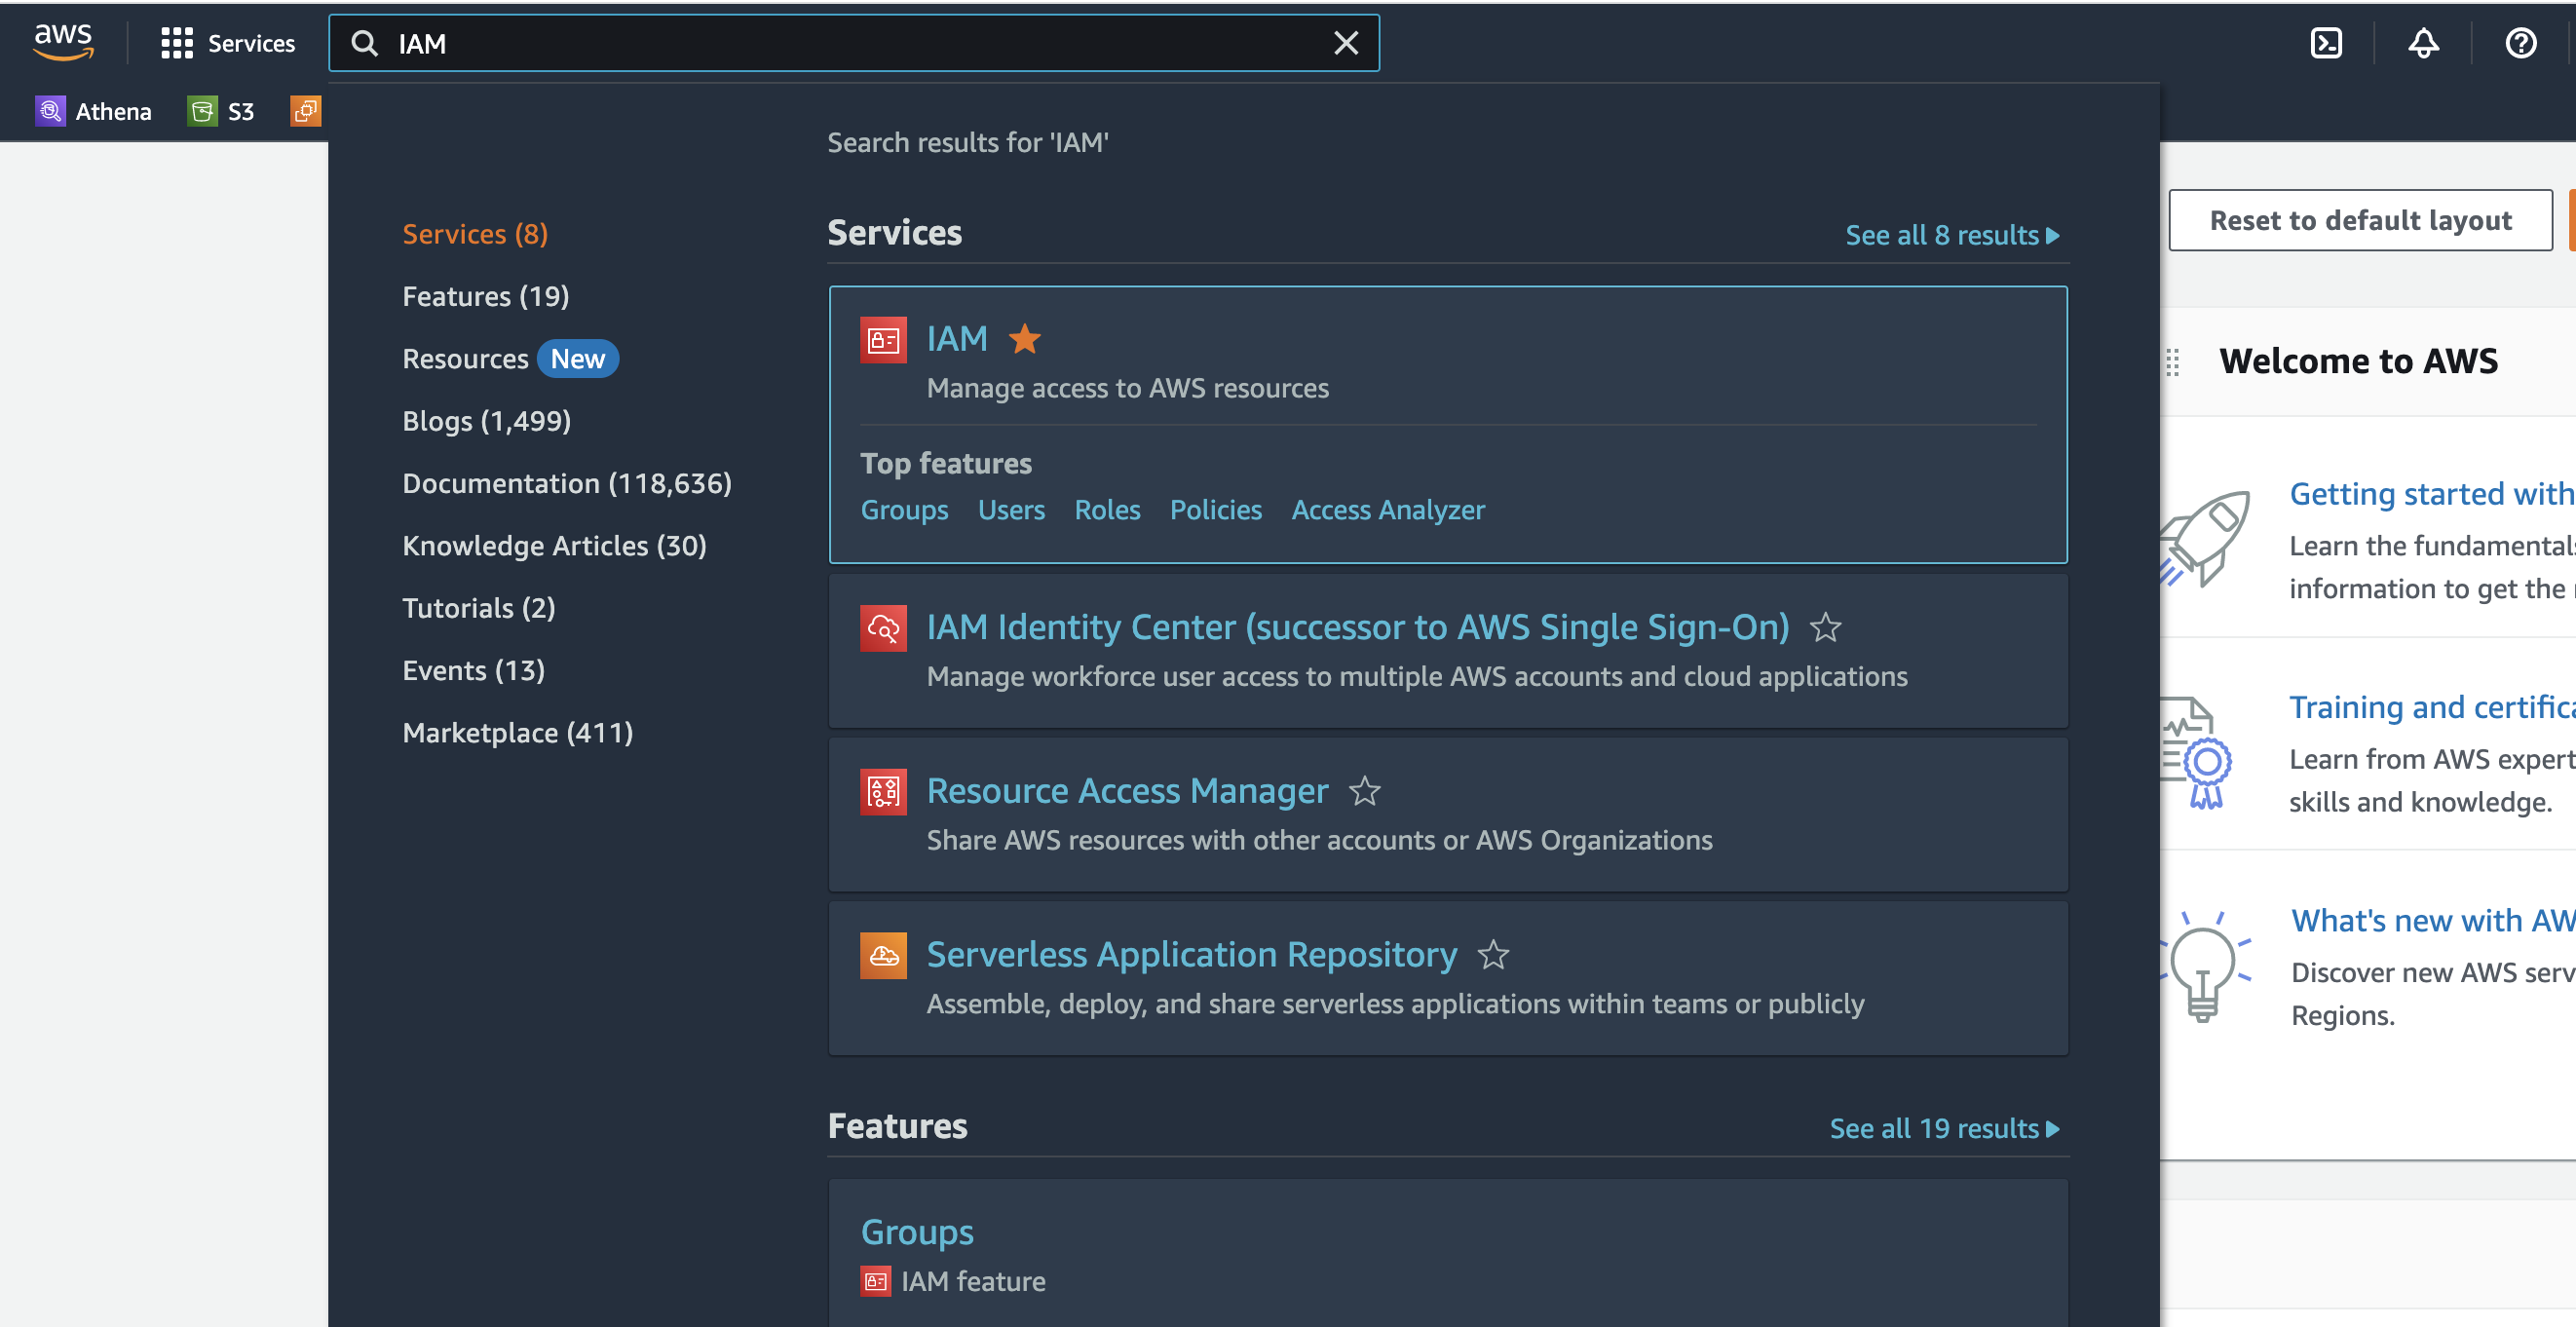 aws
Services
IAM
Athena
S3
Search results for 'IAM'
Services (8)
Features (19)
Resources New
Blogs (1,499)
Documentation (118,636)
Knowledge Articles (30)
Tutorials (2)
Events (13)
Marketplace (411)
Services
See all 8 results
IAM
Manage access to AWS resources
Top features
Groups Users Roles Policies Access Analyzer
IAM Identity Center (successor to AWS Single Sign-On)
Manage workforce user access to multiple AWS accounts and cloud applications
Resource Access Manager
Share AWS resources with other accounts or AWS Organizations
Serverless Application Repository
Assemble, deploy, and share serverless applications within teams or publicly
Features
See all 19 results
Groups
IAM feature
Reset to default layout
Welcome to AWS
Getting started with
Learn the fundamentals
information to get the
Training and certifica
Learn from AWS expert
skills and knowledge.
What's new with AW
Discover new AWS serv
Regions.